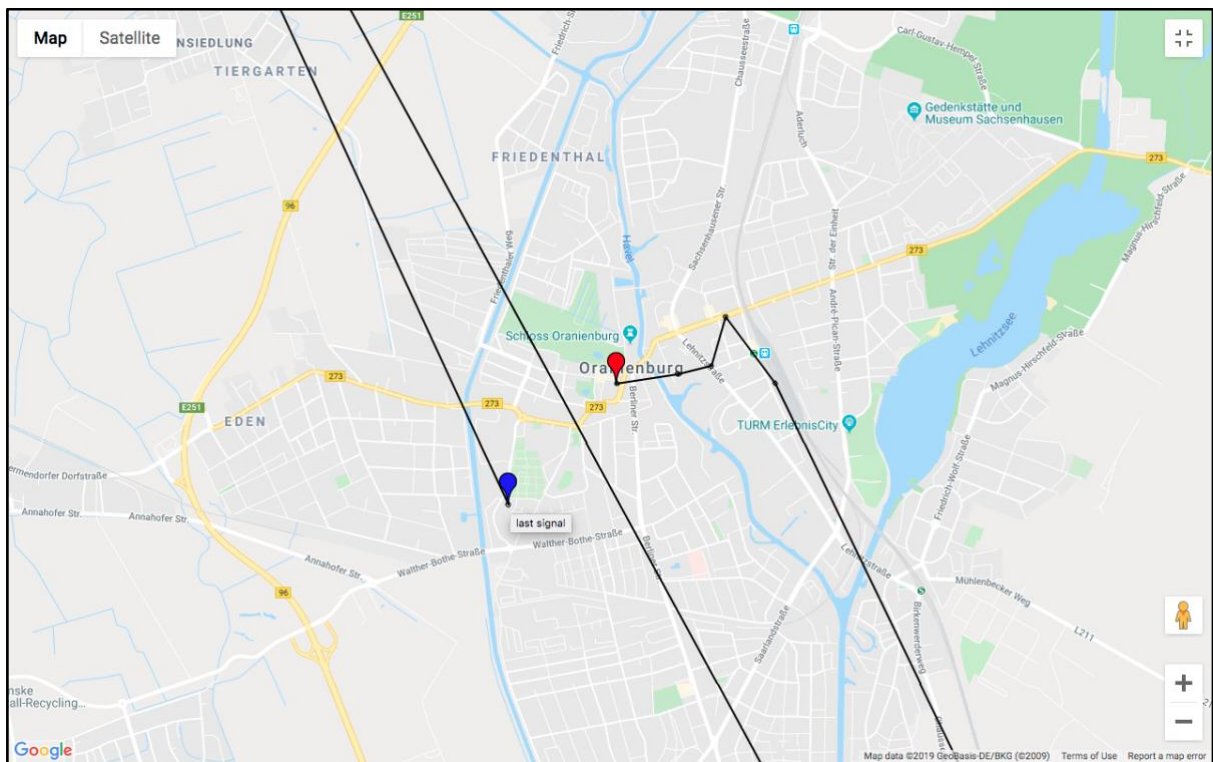 Map
Satellite
E251
NSIEDLUNG
TIERGARTEN
Friedrich-Str.
Chausseestraße
Carl-Gustav-Hempel-Straße
Gedenkstätte und
Museum Sachsenhausen
Aderluch
FRIEDENTHAL
273
96
Friedenthaler Weg
Havel
Sachsenhausener Str
Str. der Einheit
Magnus-Hirschfeld-Straße
273
André-Pican-Straße
Schloss Oranienburg
Lehnitzstraße
Lehnitzsee
Magnus-Hirschfeld-Straße
Oranienburg
273
E251
273
273
Berliner Str.
EDEN
TURM ErlebnisCity
ermendorfer Dorfstraße
Friedrich-Wolf-Straße
Annahofer Str.
Annahofer Str
last signal
Walther-Bothe-Straße
Walther-Bothe-Straße
Annahofer Str..
Berliner Str.
Lehnitzstraße
96
Mühlenbecker Weg
Birkenwerderweg
Saarlandstraße
L211
nske
all-Recycling...
Google
Map data ©2019 GeoBasis-DE/BKG (©2009)
Terms of Use
Report a map error